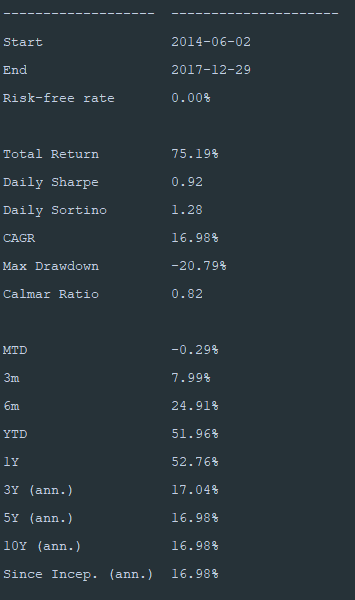 ------------------- ---------------------
Start 2014-06-02
End 2017-12-29
Risk-free rate 0.00%
Total Return 75.19%
Daily Sharpe 0.92
Daily Sortino 1.28
CAGR 16.98%
Max Drawdown -20.79%
Calmar Ratio 0.82
MTD -0.29%
3m 7.99%
6m 24.91%
YTD 51.96%
1Y 52.76%
3Y (ann.) 17.04%
5Y (ann.) 16.98%
10Y (ann.) 16.98%
Since Incep. (ann.) 16.98%